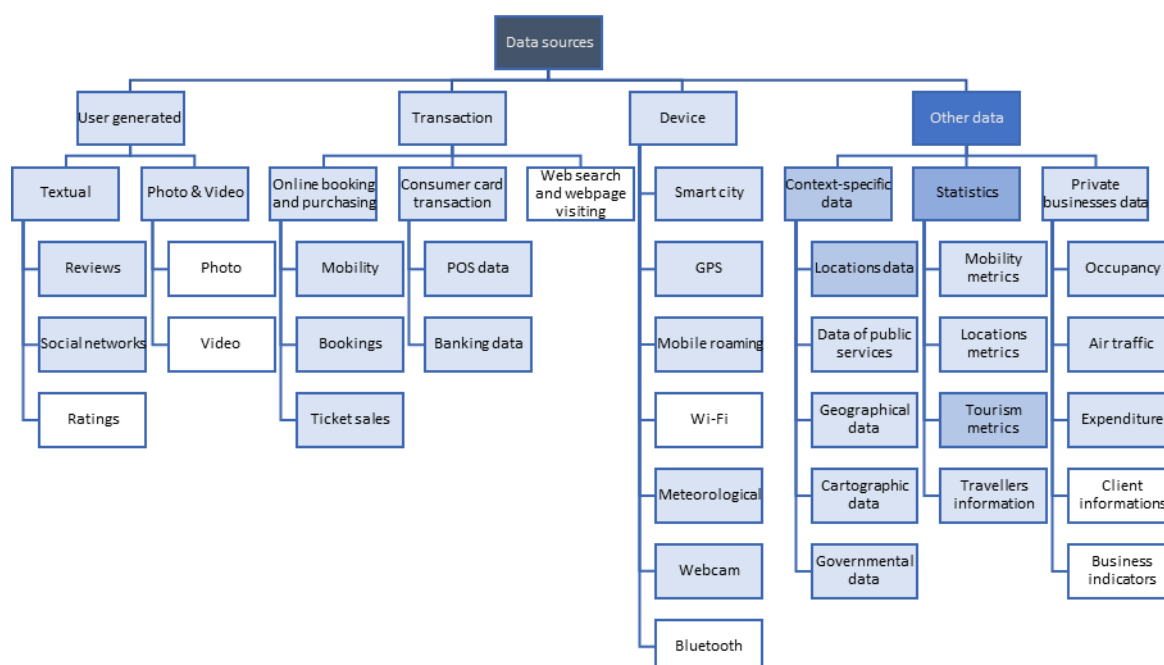 Data sources
User generated
Transaction
Device
Other data
Textual
Photo & Video
Online booking
and purchasing
Consumer card
transaction
Web search
and webpage
visiting
Smart city
Context-specific
data
Statistics
Private
businesses data
Reviews
Photo
Mobility
POS data
GPS
Locations data
Mobility
metrics
Occupancy
Social networks
Video
Bookings
Banking data
Mobile roaming
Data of public
services
Locations
metrics
Air traffic
Ratings
Ticket sales
Wi-Fi
Geographical
data
Tourism
metrics
Expenditure
Meteorological
Cartographic
data
Travellers
information
Client
informations
Webcam
Governmental
data
Business
indicators
Bluetooth